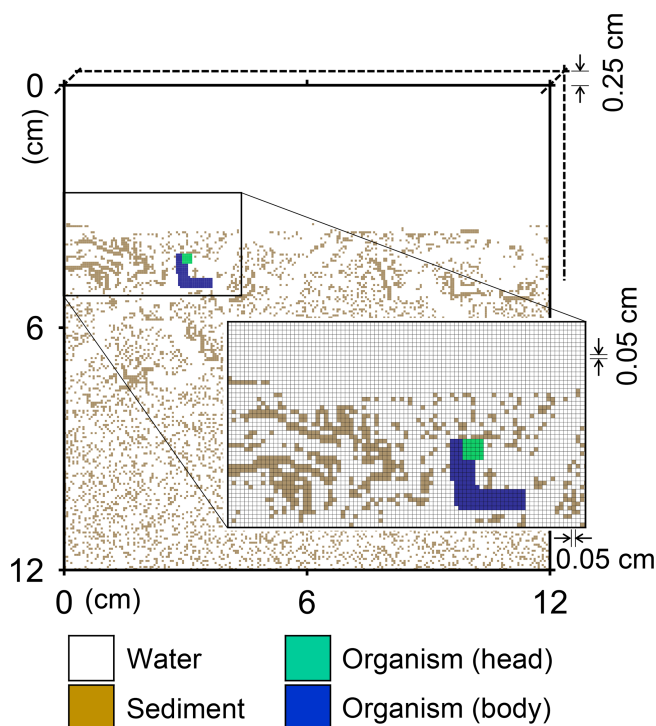 0.25 cm
0
(cm)
6
0.05 cm
12
0.05 cm
0 (cm) 6 12
Water
Organism (head)
Sediment
Organism (body)